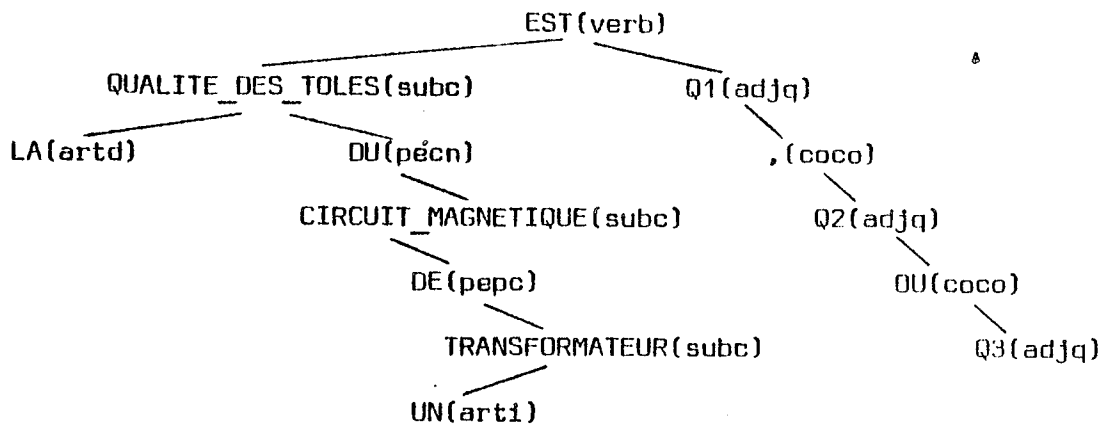 EST(verb)
QUALITE_DES_TOLES(subc) Q1(adjq)
LA(artd) DU(pécn) ,(coco)
CIRCUIT_MAGNETIQUE(subc) Q2(adjq)
DE(pepc) OU(coco)
TRANSFORMATEUR(subc) Q3(adjq)
UN(arti)